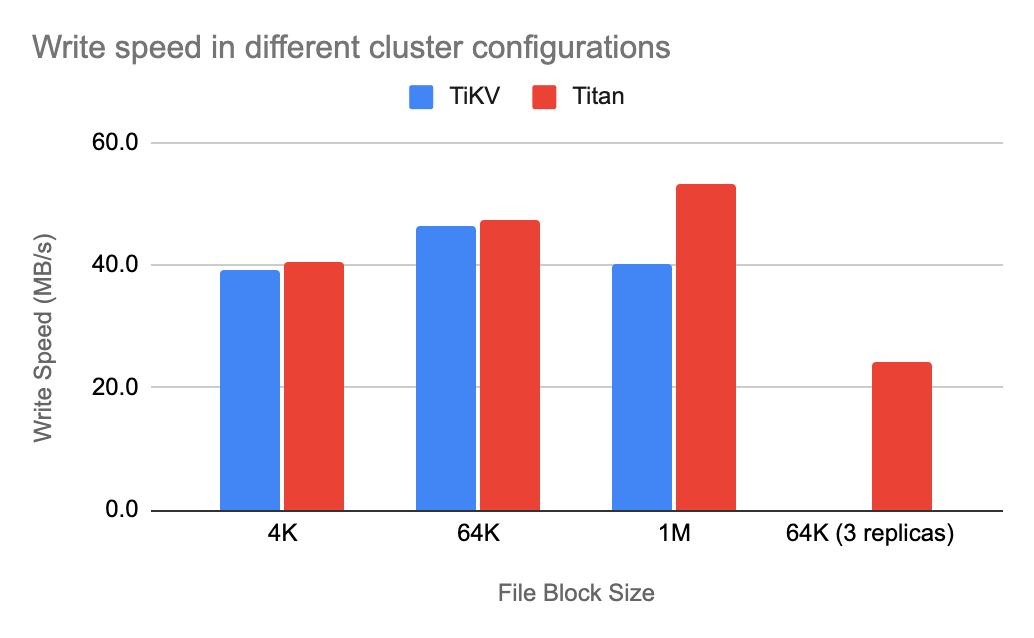 Write speed in different cluster configurations
TiKV Titan
60.0
40.0
20.0
0.0
Write Speed (MB/s)
4K 64K 1M 64K (3 replicas)
File Block Size